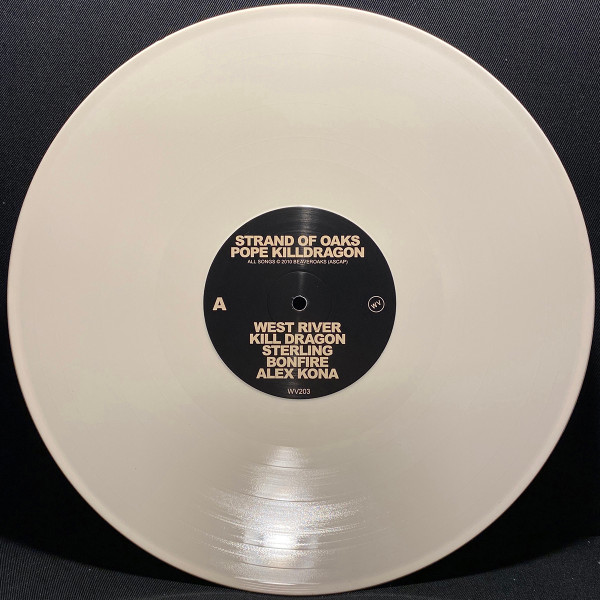 STRAND OF OAKS
POPE KILLDRAGON
ALL SONGS © 2010 BEAVEROAKS (ASCAP)
A
WV
WEST RIVER
KILL DRAGON
STERLING
BONFIRE
ALEX KONA
WV203